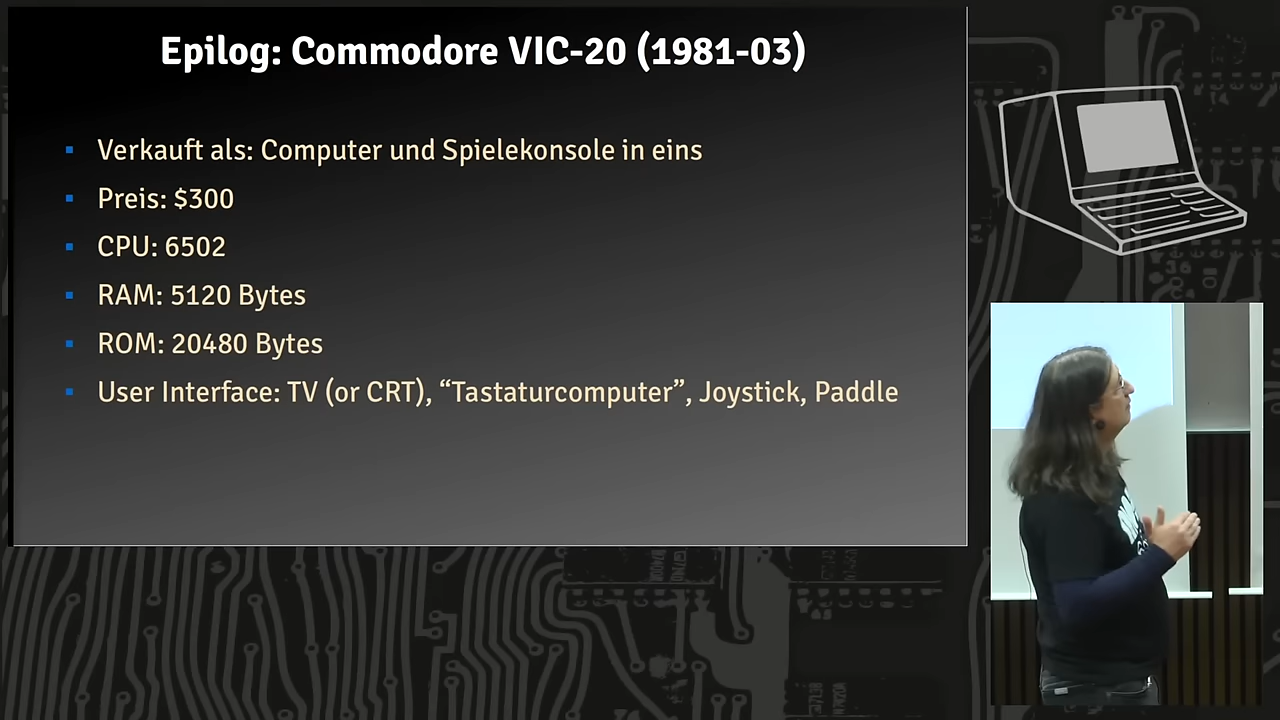 Epilog: Commodore VIC-20 (1981-03)
Verkauft als: Computer und Spielekonsole in eins
Preis: $300
CPU: 6502
RAM: 5120 Bytes
ROM: 20480 Bytes
User Interface: TV (or CRT), “Tastaturcomputer”, Joystick, Paddle